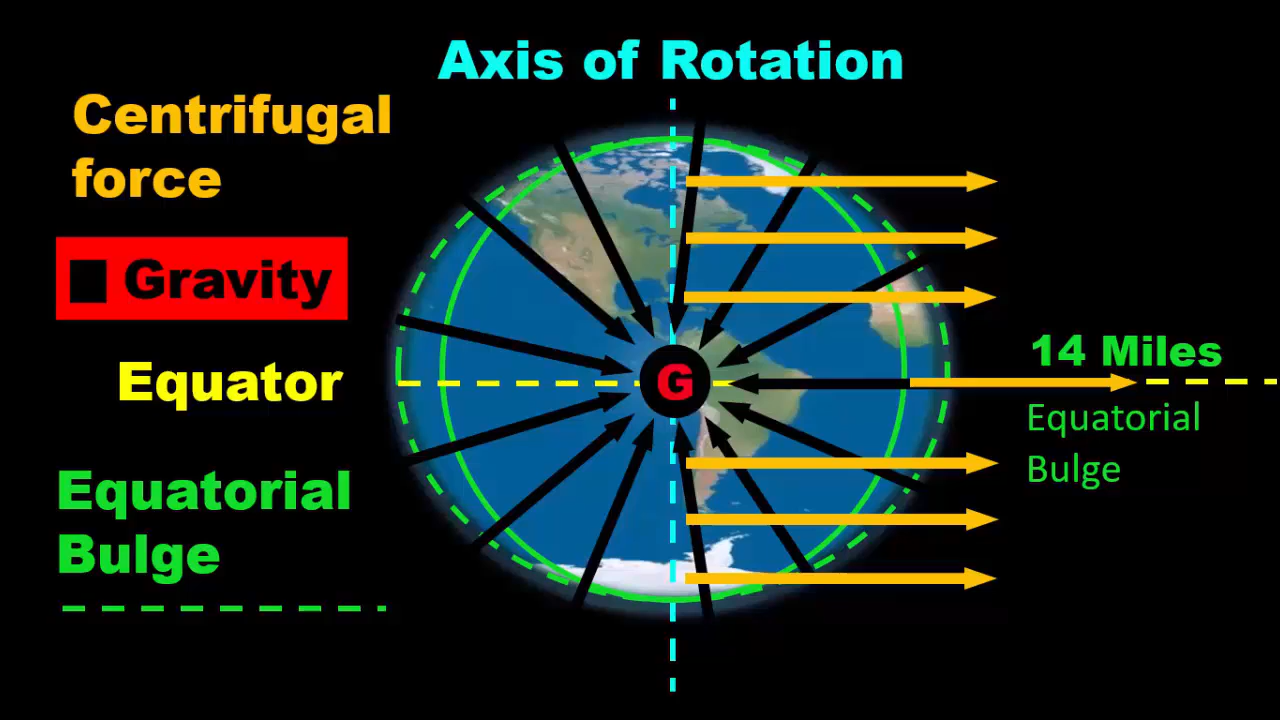 Axis of Rotation
Centrifugal
force
Gravity
Equator
G
14 Miles
Equatorial
Bulge
Equatorial
Bulge